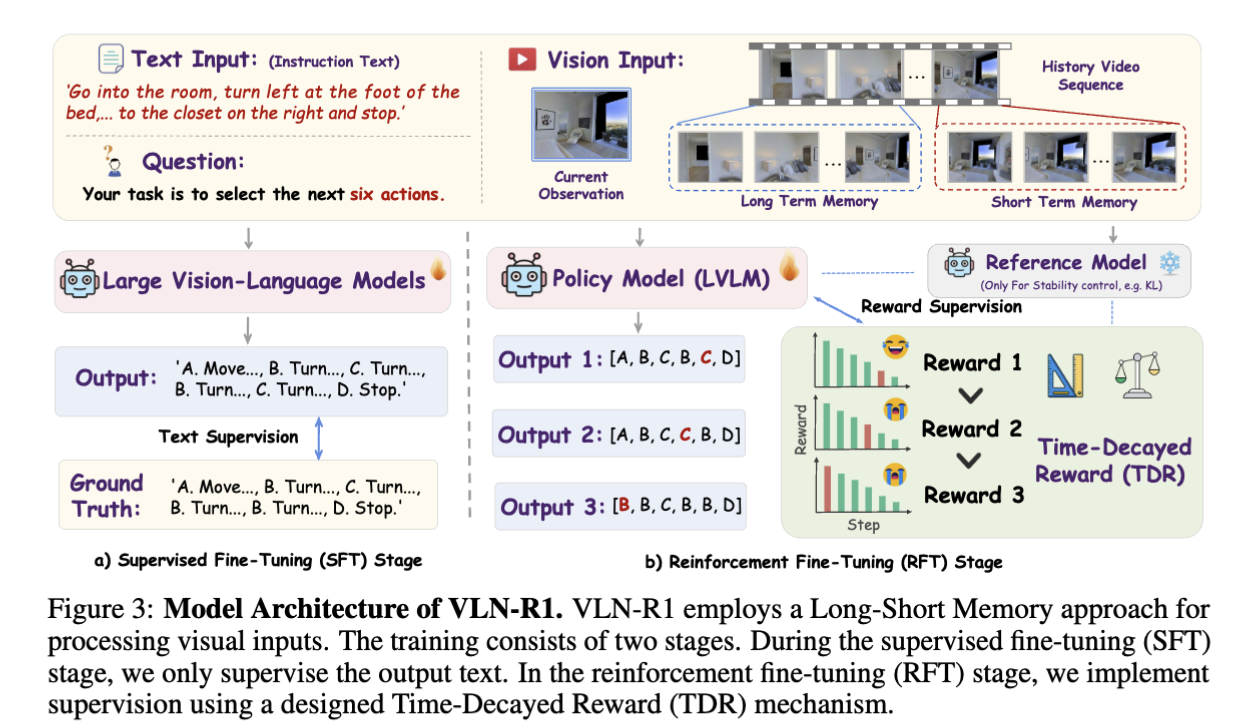 Text Input: (Instruction Text)
'Go into the room, turn left at the foot of the
bed,... to the closet on the right and stop.'
Question:
Your task is to select the next six actions.
Vision Input:
Current
Observation
...
History Video
Sequence
...
Long Term Memory
...
Short Term Memory
Large Vision-Language Models
Output:
'A. Move..., B. Turn..., C. Turn...,
B. Turn..., C. Turn..., D. Stop.'
Text Supervision
Ground
Truth:
'A. Move..., B. Turn..., C. Turn...,
B. Turn..., B. Turn..., D. Stop.'
a) Supervised Fine-Tuning (SFT) Stage
Policy Model (LVLM)
Reference Model
(Only For Stability control, e.g. KL)
Reward Supervision
Output 1: [A, B, C, B, C, D]
Output 2: [A, B, C, C, B, D]
Output 3: [B, B, C, B, B, D]
Reward
Step
Reward 1
Reward 2
Reward 3
Time-Decayed
Reward (TDR)
b) Reinforcement Fine-Tuning (RFT) Stage
Figure 3: Model Architecture of VLN-R1. VLN-R1 employs a Long-Short Memory approach for
processing visual inputs. The training consists of two stages. During the supervised fine-tuning (SFT)
stage, we only supervise the output text. In the reinforcement fine-tuning (RFT) stage, we implement
supervision using a designed Time-Decayed Reward (TDR) mechanism.